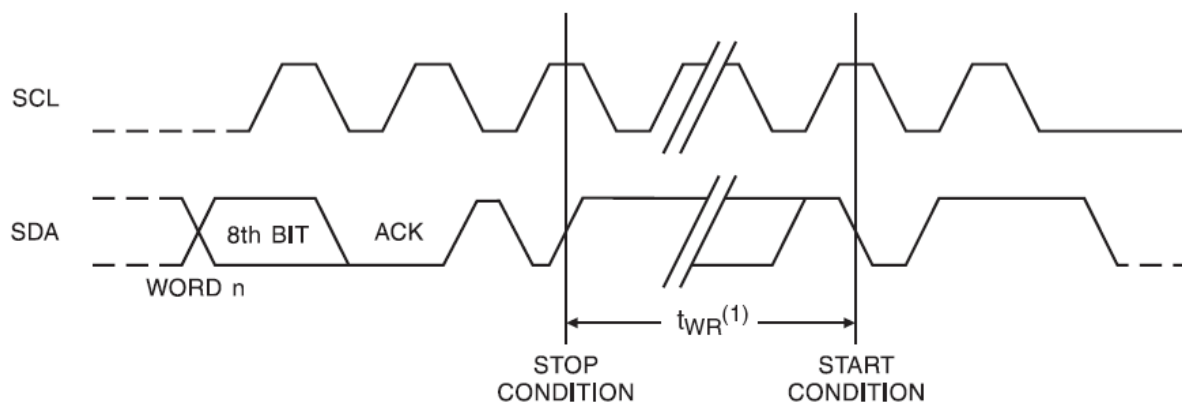 SCL
SDA
8th BIT
ACK
WORD n
tWR(1)
STOP
CONDITION
START
CONDITION